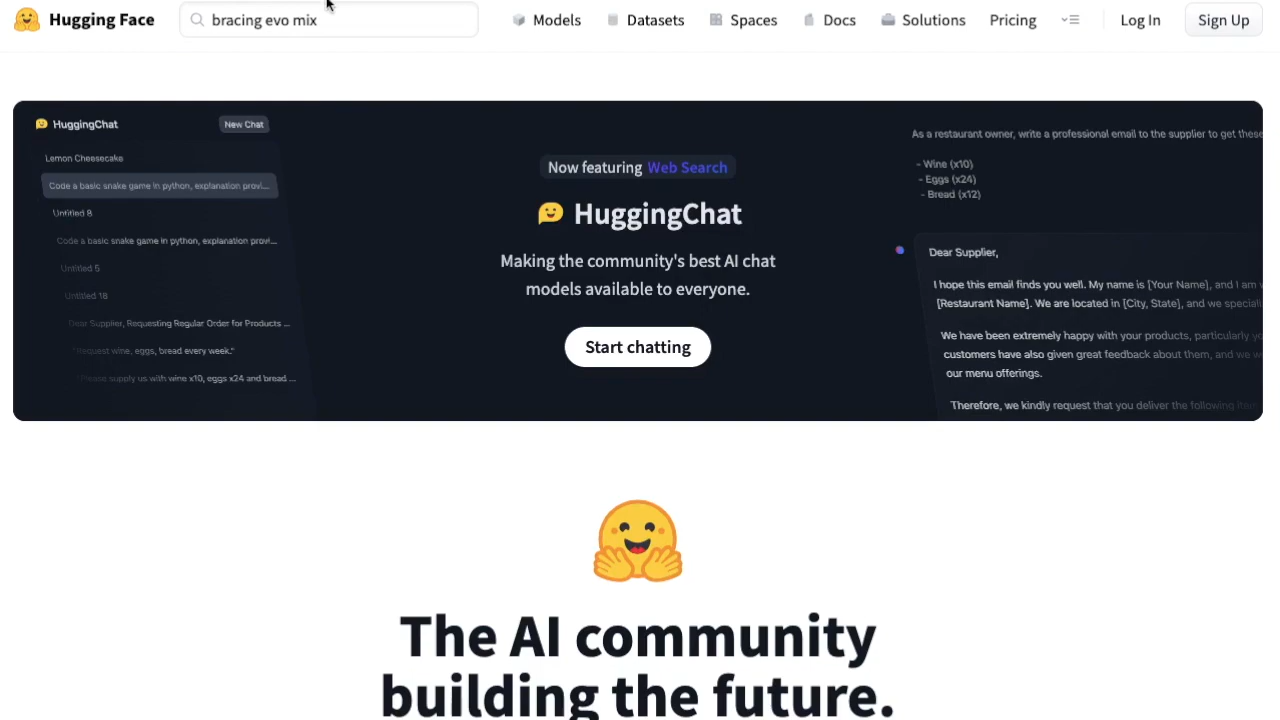 Hugging Face
bracing evo mix
Models
Datasets
Spaces
Docs
Solutions
Pricing
Log In
Sign Up
HuggingChat
New Chat
Lemon Cheesecake
Code a basic snake game in python, explanation provi...
Untitled 8
Code a basic snake game in python, explanation provi...
Untitled 5
Untitled 18
Dear Supplier, Requesting Regular Order for Products ...
"Request wine, eggs, bread every week."
Please supply us with wine x10, eggs x24 and bread ...
Now featuring Web Search
HuggingChat
Making the community's best AI chat
models available to everyone.
Start chatting
As a restaurant owner, write a professional email to the supplier to get these
- Wine (x10)
- Eggs (x24)
- Bread (x12)
Dear Supplier,
I hope this email finds you well. My name is [Your Name], and I am
[Restaurant Name]. We are located in [City, State], and we
We have been extremely happy with your products, particularly
customers have also given great feedback about them, and we
our menu offerings.
Therefore, we kindly request that you deliver the following
The AI community
building the future.